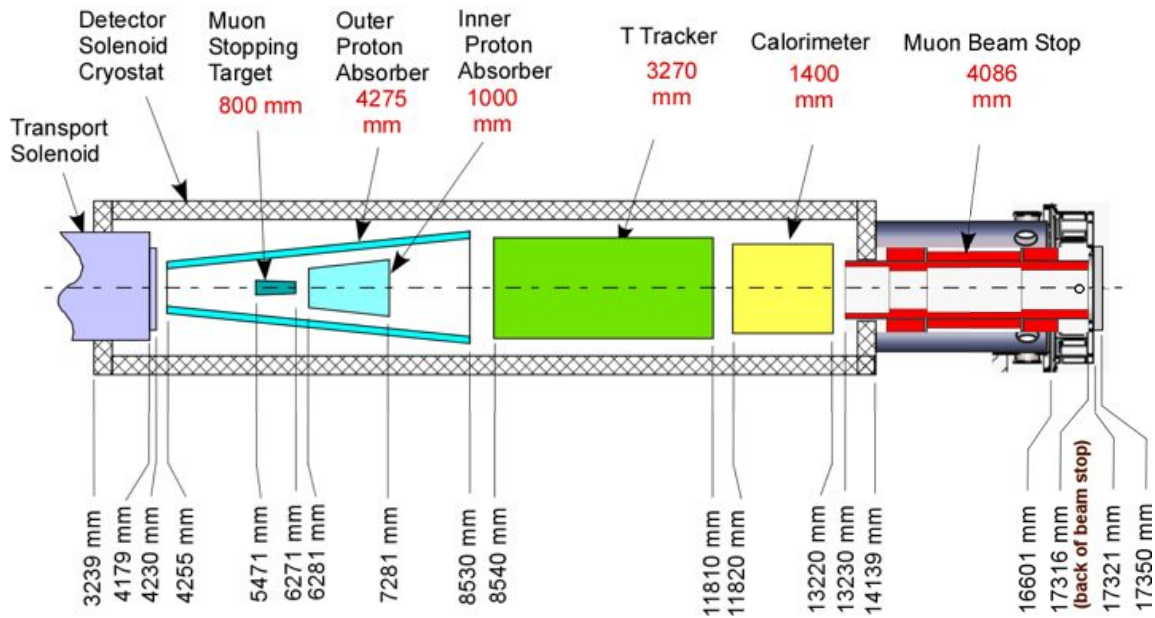 Detector
Solenoid
Cryostat
Muon
Stopping
Target
800 mm
Outer
Proton
Absorber
4275
mm
Inner
Proton
Absorber
1000
mm
T Tracker
3270
mm
Calorimeter
1400
mm
Muon Beam Stop
4086
mm
Transport
Solenoid
3239 mm
4179 mm
4230 mm
4255 mm
5471 mm
6271 mm
6281 mm
7281 mm
8530 mm
8540 mm
11810 mm
11820 mm
13220 mm
13230 mm
14139 mm
16601 mm
17316 mm
(back of beam stop)
17321 mm
17350 mm